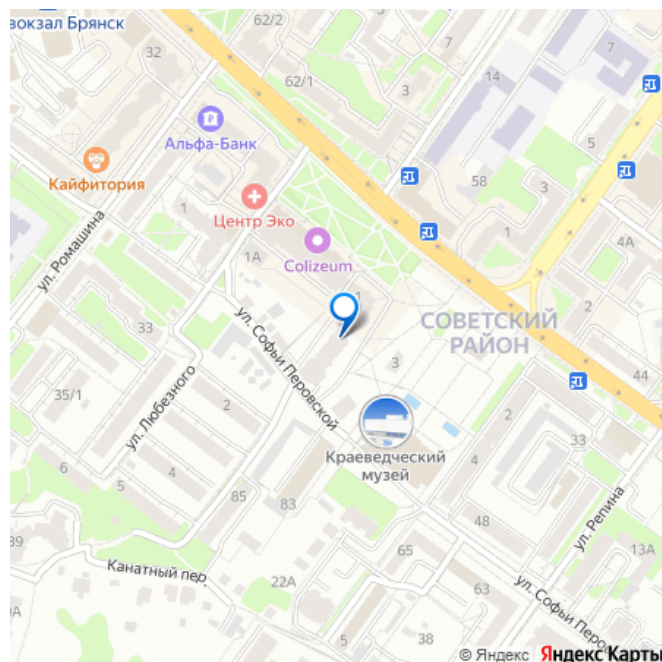 вокзал Брянск
32
62/2
62/1
3
14
7
5
Альфа-Банк
Кайфитория
58
3
1
Центр Эко
4А
1А
Colizeum
ул. Ромашина
1
2
СОВЕТСКИЙ
РАЙОН
33
ул. Софьи Перовской
3
44
35/1
ул. Любезного
2
2
Краеведческий
музей
33
6
5
4
4
85
83
48
ул. Репина
39
65
13А
Канатный пер.
22А
63
ул. Софьи Перо
9А
5
38
© Яндекс Яндекс Карты